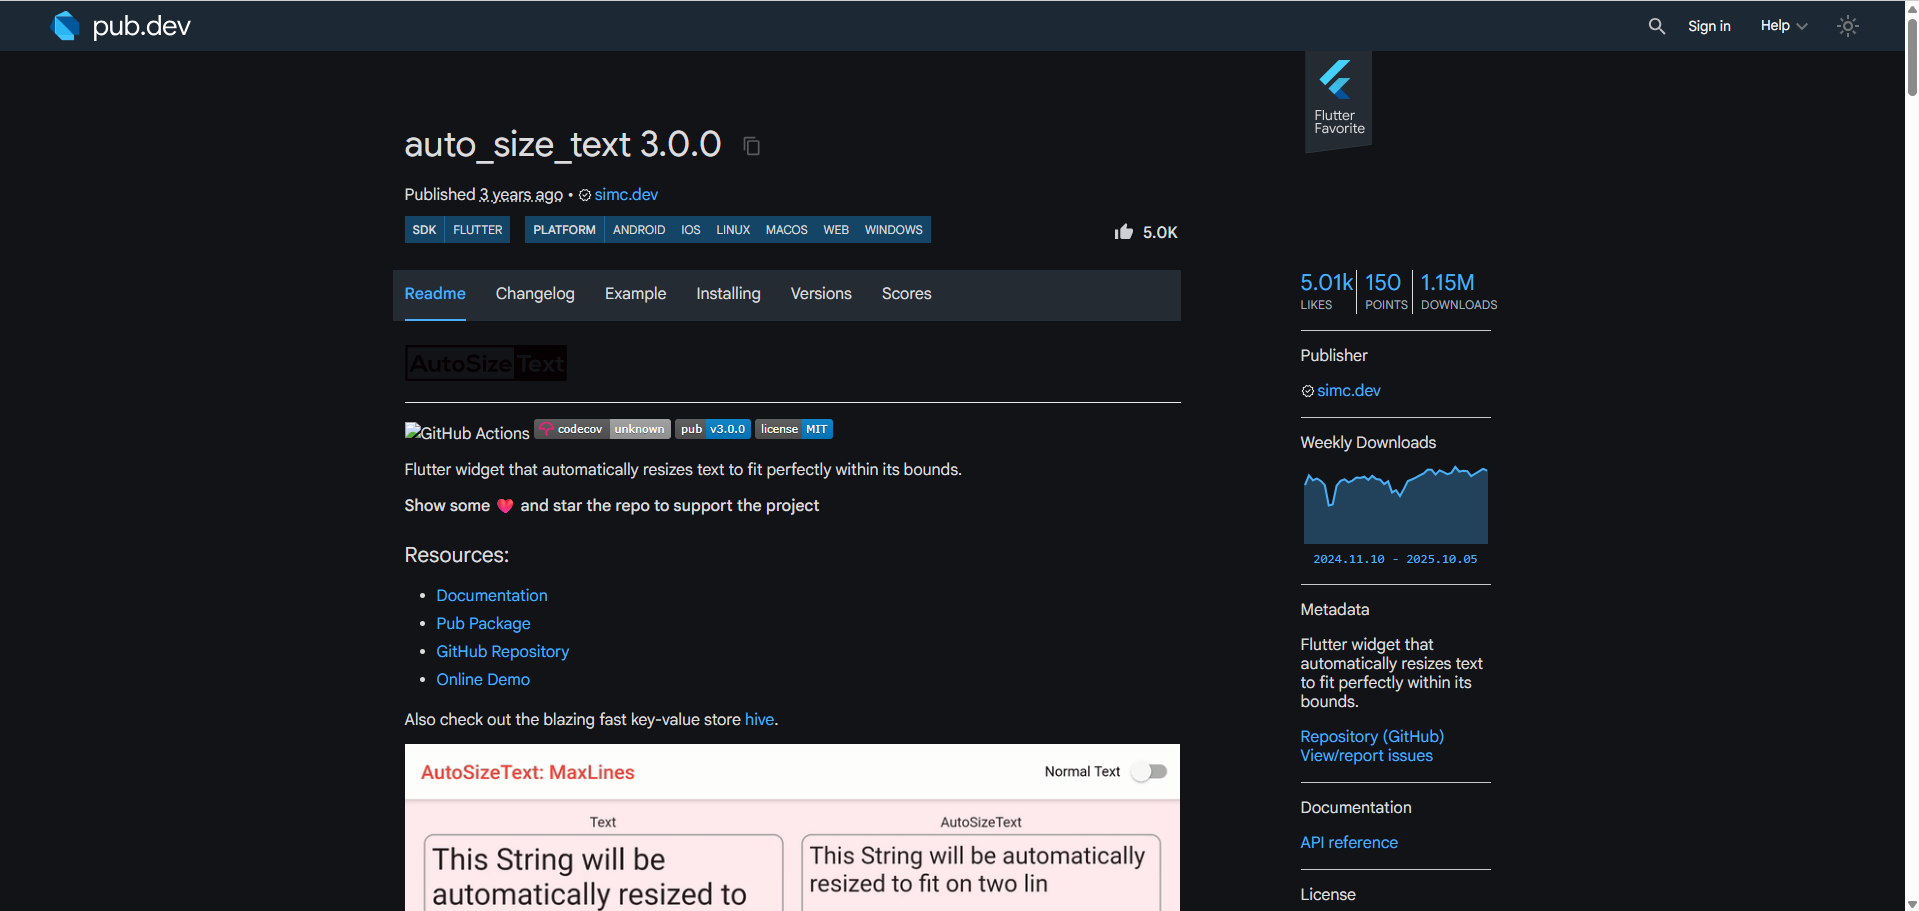 pub.dev
Sign in
Help
Flutter
Favorite
auto_size_text 3.0.0
Published 3 years ago • simc.dev
SDK FLUTTER PLATFORM ANDROID IOS LINUX MACOS WEB WINDOWS
5.0K
Readme Changelog Example Installing Versions Scores
AutoSize Text
GitHub Actions codecov unknown pub v3.0.0 license MIT
Flutter widget that automatically resizes text to fit perfectly within its bounds.
Show some ❤️ and star the repo to support the project
Resources:
• Documentation
• Pub Package
• GitHub Repository
• Online Demo
Also check out the blazing fast key-value store hive.
AutoSizeText: MaxLines
Normal Text
Text
This String will be
automatically resized to
AutoSizeText
This String will be automatically
resized to fit on two lin
5.01k 150 1.15M
LIKES POINTS DOWNLOADS
Publisher
simc.dev
Weekly Downloads
2024.11.10 - 2025.10.05
Metadata
Flutter widget that
automatically resizes text
to fit perfectly within its
bounds.
Repository (GitHub)
View/report issues
Documentation
API reference
License